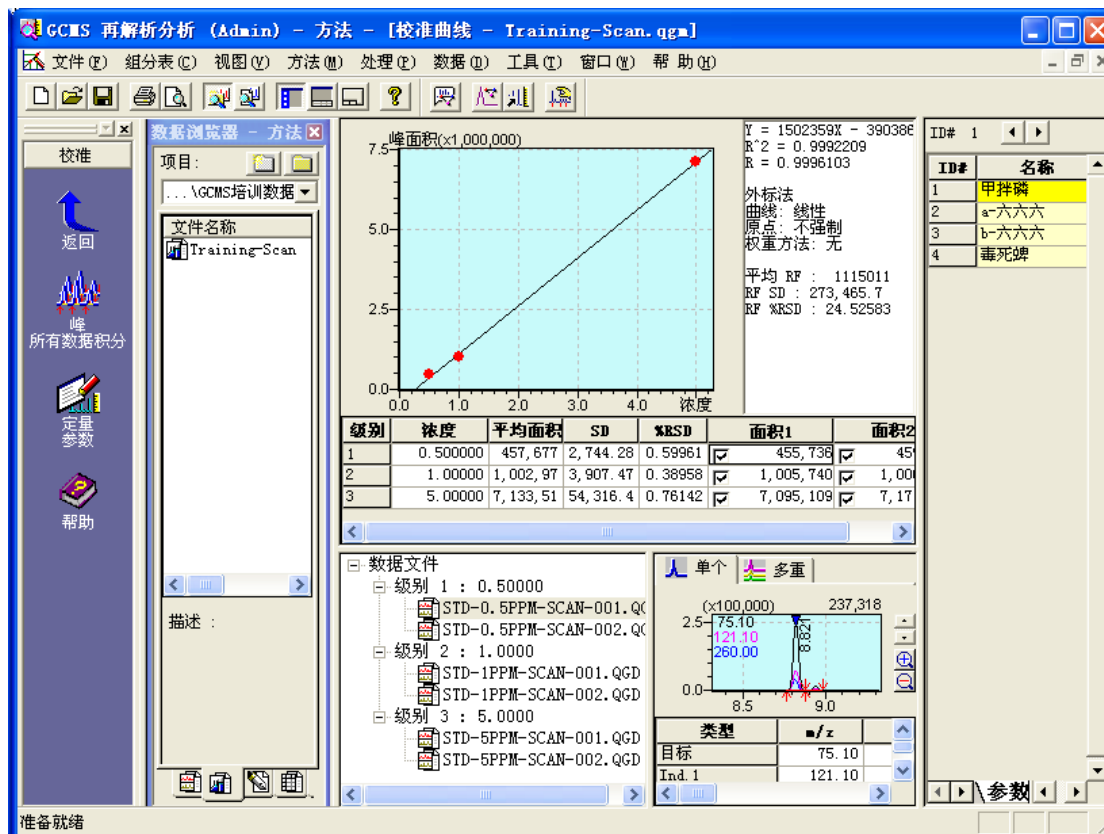 GCMS 再解析分析 (Admin) - 方法 - [校准曲线 - Training-Scan.qgm]
文件(F) 组分表(C) 视图(V) 方法(M) 处理(P) 数据(D) 工具(T) 窗口(W) 帮 助(H)
校准
返回
峰
所有数据积分
定量
参数
帮助
数据浏览器 - 方法
项目:
...\GCMS培训数据
文件名称
Training-Scan
描述 :
峰面积(x1,000,000)
7.5
5.0
2.5
0.0
0.0 1.0 2.0 3.0 4.0 浓度
Y = 1502359X - 390386
R^2 = 0.9992209
R = 0.9996103
外标法
曲线: 线性
原点: 不强制
权重方法: 无
平均 RF : 1115011
RF SD : 273,465.7
RF %RSD : 24.52583
级别 浓度 平均面积 SD %RSD 面积1 面积2
1 0.500000 457,677 2,744.28 0.59961 455,736 45
2 1.00000 1,002,97 3,907.47 0.38958 1,005,740 1,00
3 5.00000 7,133,51 54,316.4 0.76142 7,095,109 7,17
数据文件
级别 1 : 0.50000
STD-0.5PPM-SCAN-001.QG
STD-0.5PPM-SCAN-002.QG
级别 2 : 1.0000
STD-1PPM-SCAN-001.QGD
STD-1PPM-SCAN-002.QGD
级别 3 : 5.0000
STD-5PPM-SCAN-001.QGD
STD-5PPM-SCAN-002.QGD
单个 多重
(x100,000) 237,318
2.5
75.10
121.10
260.00
8.821
0.0
8.5 9.0
类型 m/z
目标 75.10
Ind.1 121.10
ID# 1
ID# 名称
1 甲拌磷
2 a-六六六
3 b-六六六
4 毒死蜱
参数
准备就绪